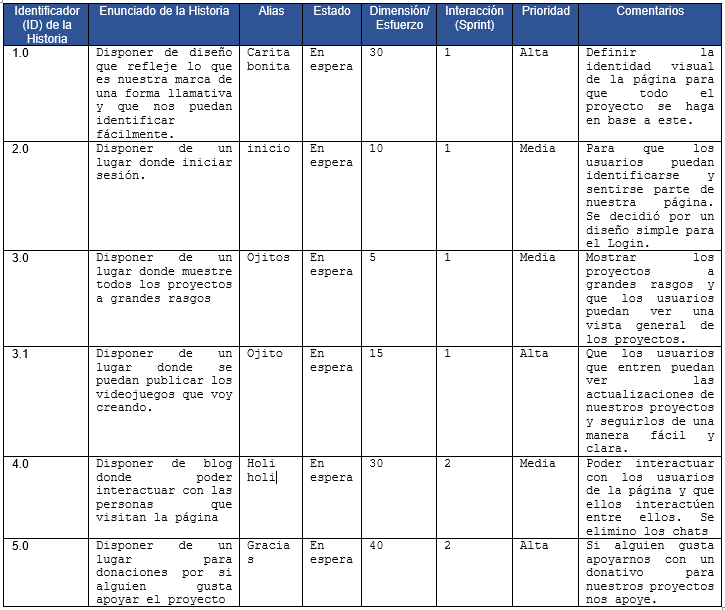 Identificador
(ID) de la
Historia
Enunciado de la Historia
Alias
Estado
Dimensión/
Esfuerzo
Interacción
(Sprint)
Prioridad
Comentarios
1.0
Disponer de diseño
que refleje lo que
es nuestra marca de
una forma llamativa
y que nos puedan
identificar
fácilmente.
Carita
bonita
En
espera
30
1
Alta
Definir la
identidad visual
de la página para
que todo el
proyecto se haga
en base a este.
2.0
Disponer de un
lugar donde iniciar
sesión.
inicio
En
espera
10
1
Media
Para que los
usuarios puedan
identificarse y
sentirse parte de
nuestra página.
Se decidió por un
diseño simple para
el Login.
3.0
Disponer de un
lugar donde muestre
todos los proyectos
a grandes rasgos
Ojitos
En
espera
5
1
Media
Mostrar los
proyectos a
grandes rasgos y
que los usuarios
puedan ver una
vista general de
los proyectos.
3.1
Disponer de un
lugar donde se
puedan publicar los
videojuegos que voy
creando.
Ojito
En
espera
15
1
Alta
Que los usuarios
que entren puedan
ver las
actualizaciones de
nuestros proyectos
y seguirlos de una
manera fácil y
clara.
4.0
Disponer de blog
donde poder
interactuar con las
personas que
visitan la página
Holi
holi
En
espera
30
2
Media
Poder interactuar
con los usuarios
de la página y que
ellos interactúen
entre ellos. Se
elimino los chats
5.0
Disponer de un
lugar para
donaciones por si
alguien gusta
apoyar el proyecto
Gracia
s
En
espera
40
2
Alta
Si alguien gusta
apoyarnos con un
donativo para
nuestros proyectos
nos apoye.